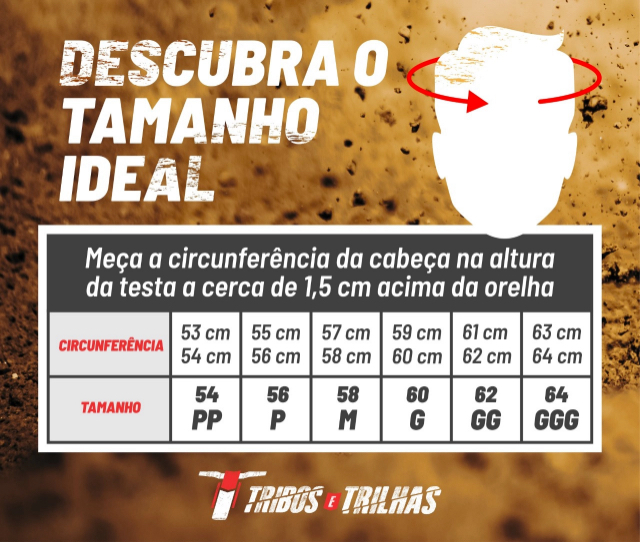 DESCUBRA O
TAMANHO
IDEAL
Meça a circunferência da cabeça na altura
da testa a cerca de 1,5 cm acima da orelha
CIRCUNFERÊNCIA 53 cm 55 cm 57 cm 59 cm 61 cm 63 cm
54 cm 56 cm 58 cm 60 cm 62 cm 64 cm
TAMANHO 54 56 58 60 62 64
PP P M G GG GGG
TRIBOS E TRILHAS